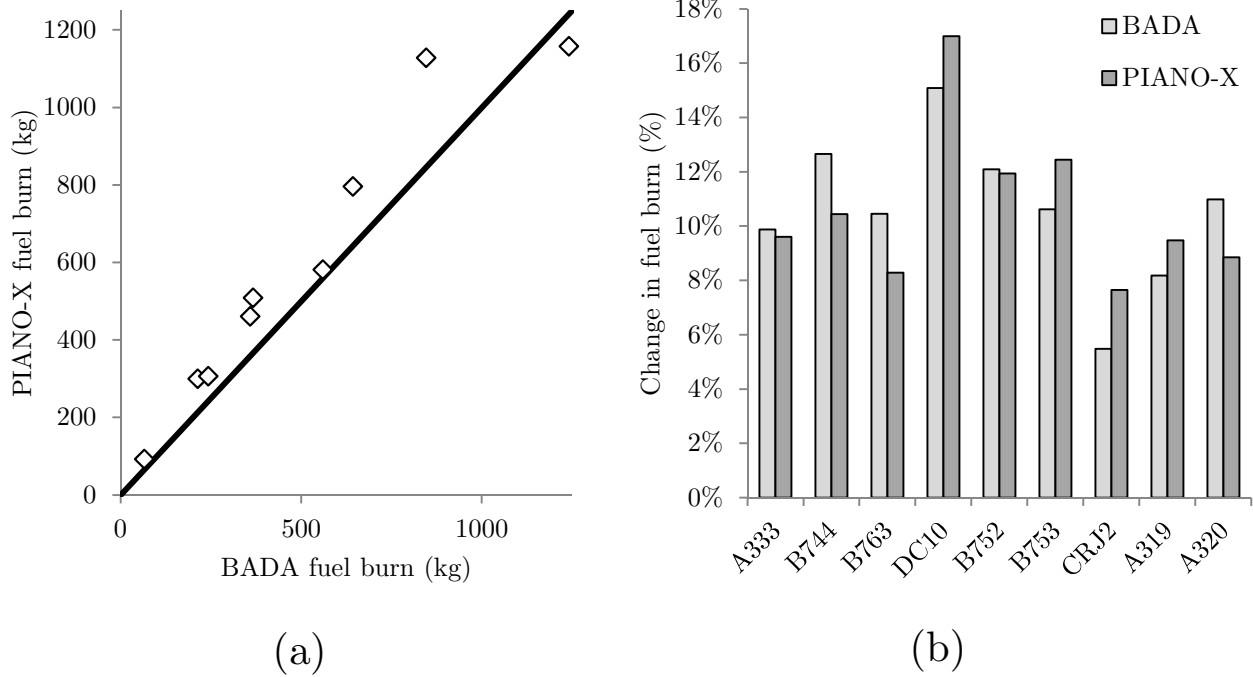 PIANO-X fuel burn (kg)
1200
1000
800
600
400
200
0
0 500 1000
BADA fuel burn (kg)
(a)
Change in fuel burn (%)
18%
16%
14%
12%
10%
8%
6%
4%
2%
0%
BADA
PIANO-X
A333 B744 B763 DC10 B752 B753 CRJ2 A319 A320
(b)